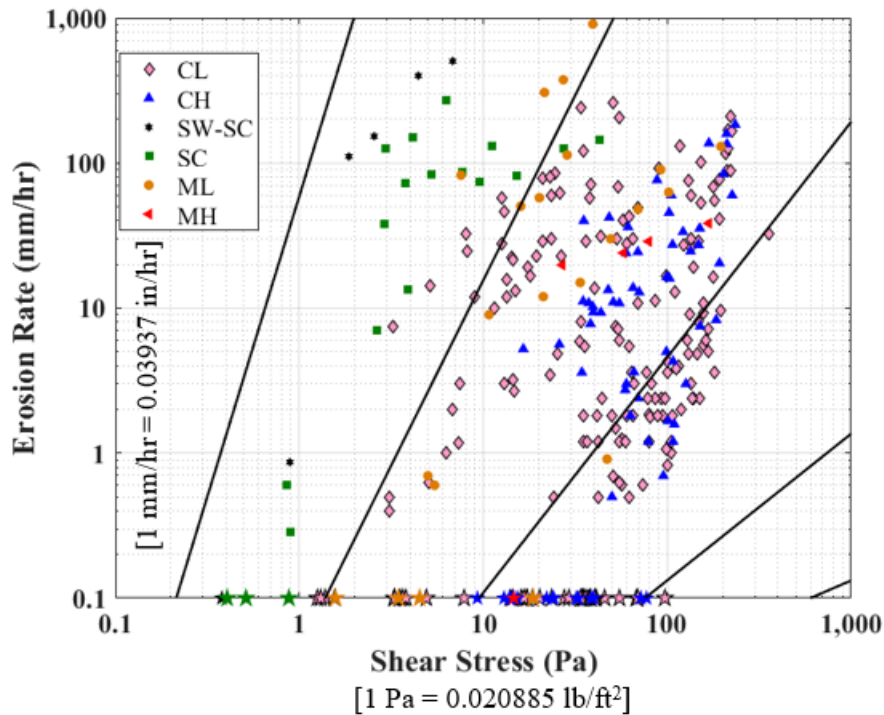 1,000
100
10
1
0.1
Erosion Rate (mm/hr)
[1 mm/hr= 0.03937 in/hr)
CL
CH
SW-SC
SC
ML
MH
0.1
1
10
100
1,000
Shear Stress (Pa)
[1 Pa = 0.020885 lb/ft²]